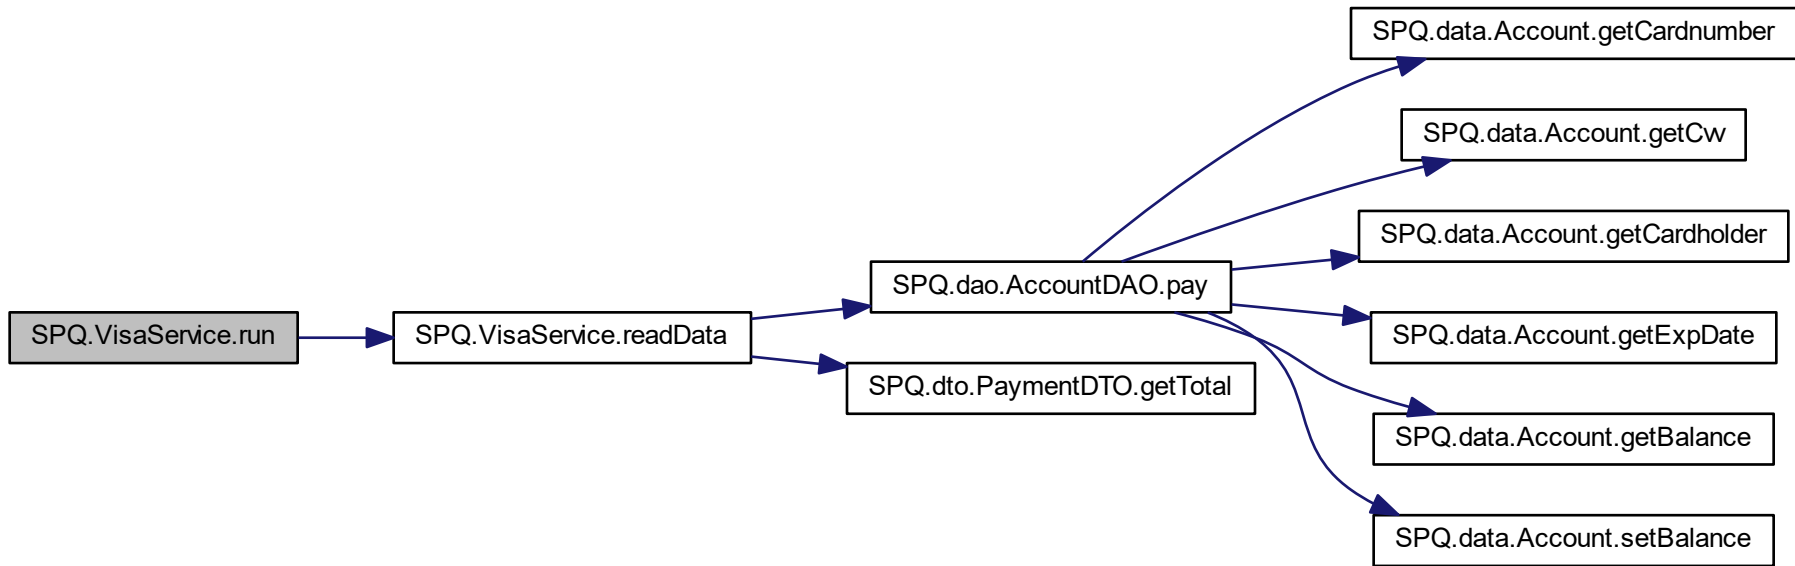 SPQ.data.Account.getCardnumber
SPQ.data.Account.getCvv
SPQ.data.Account.getCardholder
SPQ.dao.AccountDAO.pay
SPQ.VisaService.run
SPQ.VisaService.readData
SPQ.data.Account.getExpDate
SPQ.dto.PaymentDTO.getTotal
SPQ.data.Account.getBalance
SPQ.data.Account.setBalance